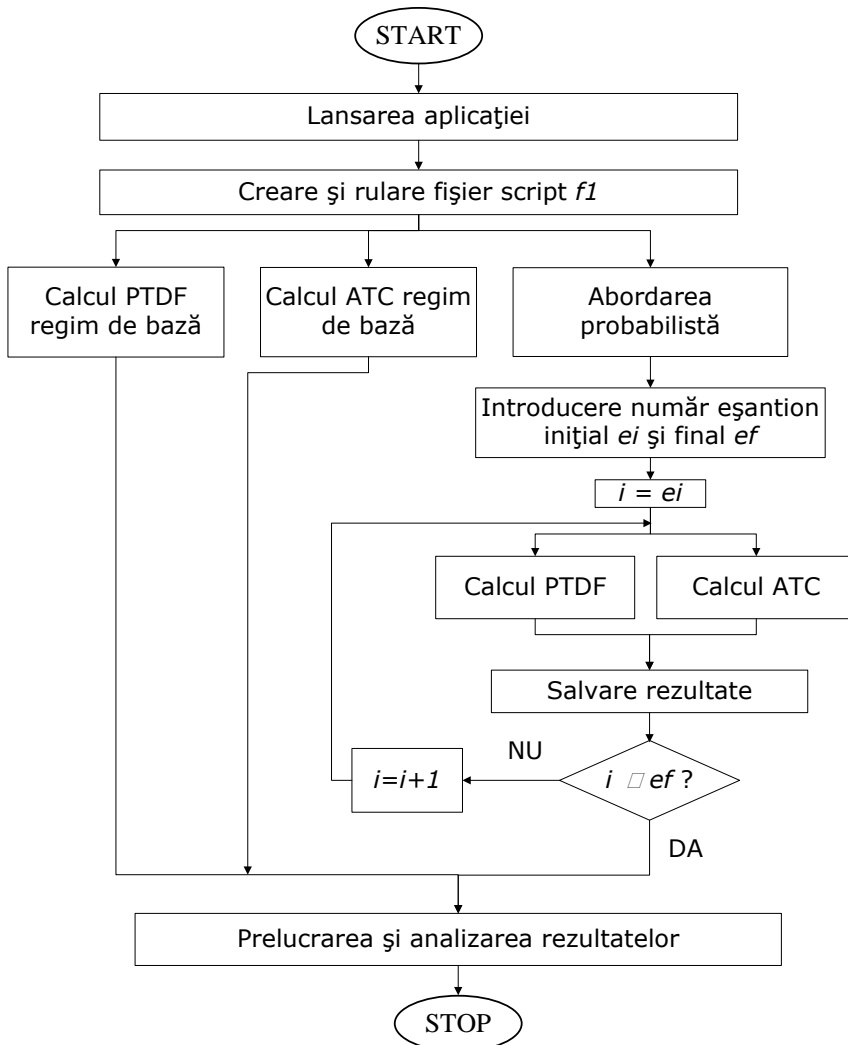 START
Lansarea aplicaţiei
Creare şi rulare fişier script f1
Calcul PTDF
regim de bază
Calcul ATC regim
de bază
Abordarea
probabilistă
Introducere număr eşantion
iniţial ei şi final ef
i = ei
Calcul PTDF
Calcul ATC
Salvare rezultate
NU
i=i+1
i □ ef ?
DA
Prelucrarea şi analizarea rezultatelor
STOP